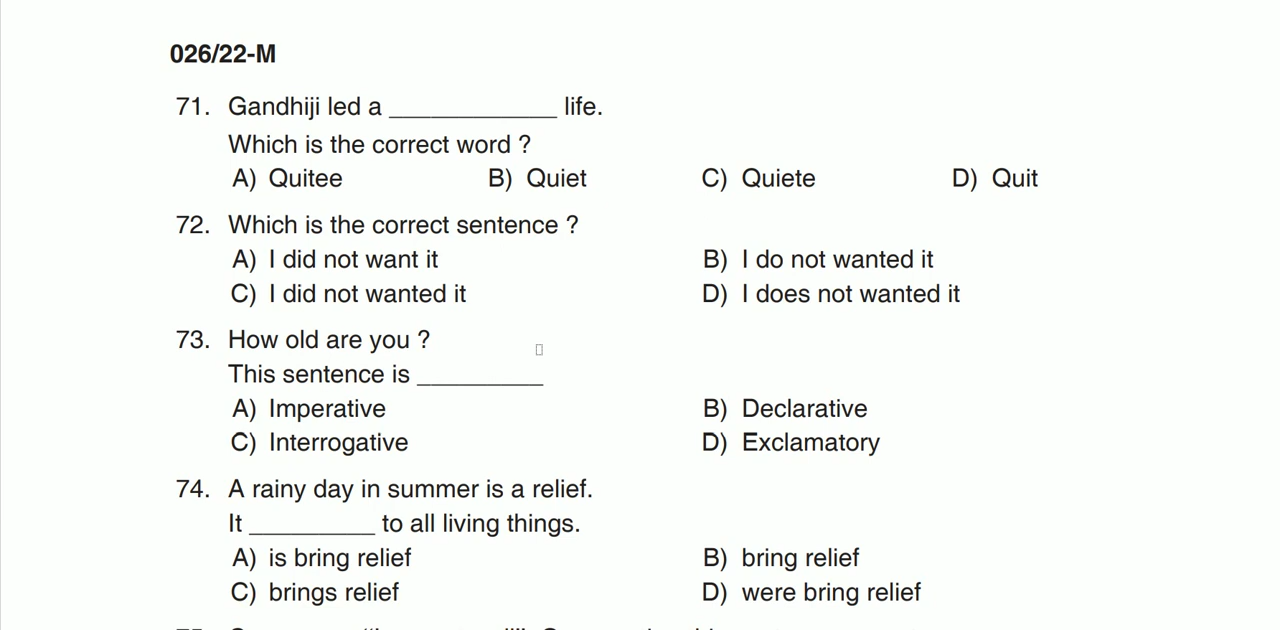 026/22-M
71. Gandhiji led a ____________ life.
Which is the correct word ?
A) Quitee B) Quiet C) Quiete D) Quit
72. Which is the correct sentence ?
A) I did not want it B) I do not wanted it
C) I did not wanted it D) I does not wanted it
73. How old are you ?
This sentence is _________
A) Imperative B) Declarative
C) Interrogative D) Exclamatory
74. A rainy day in summer is a relief.
It _________ to all living things.
A) is bring relief B) bring relief
C) brings relief D) were bring relief